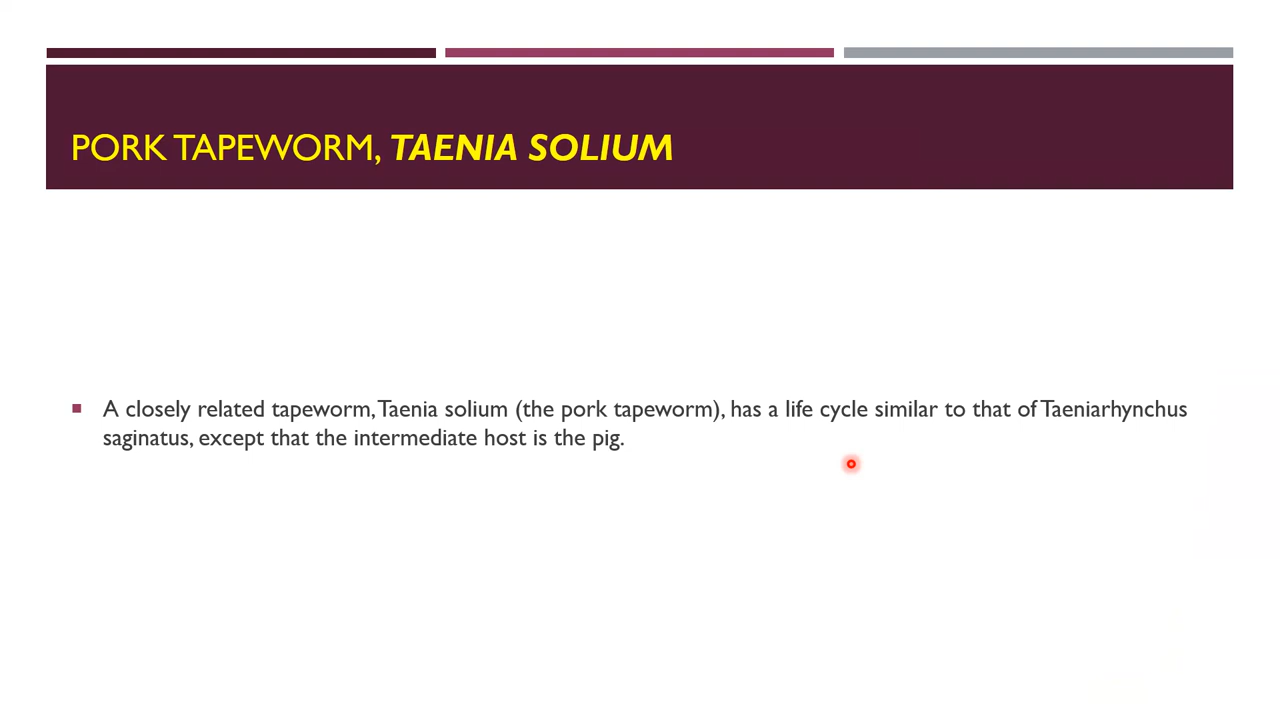 PORK TAPEWORM, TAENIA SOLIUM
A closely related tapeworm, Taenia solium (the pork tapeworm), has a life cycle similar to that of Taeniarhynchus
saginatus, except that the intermediate host is the pig.